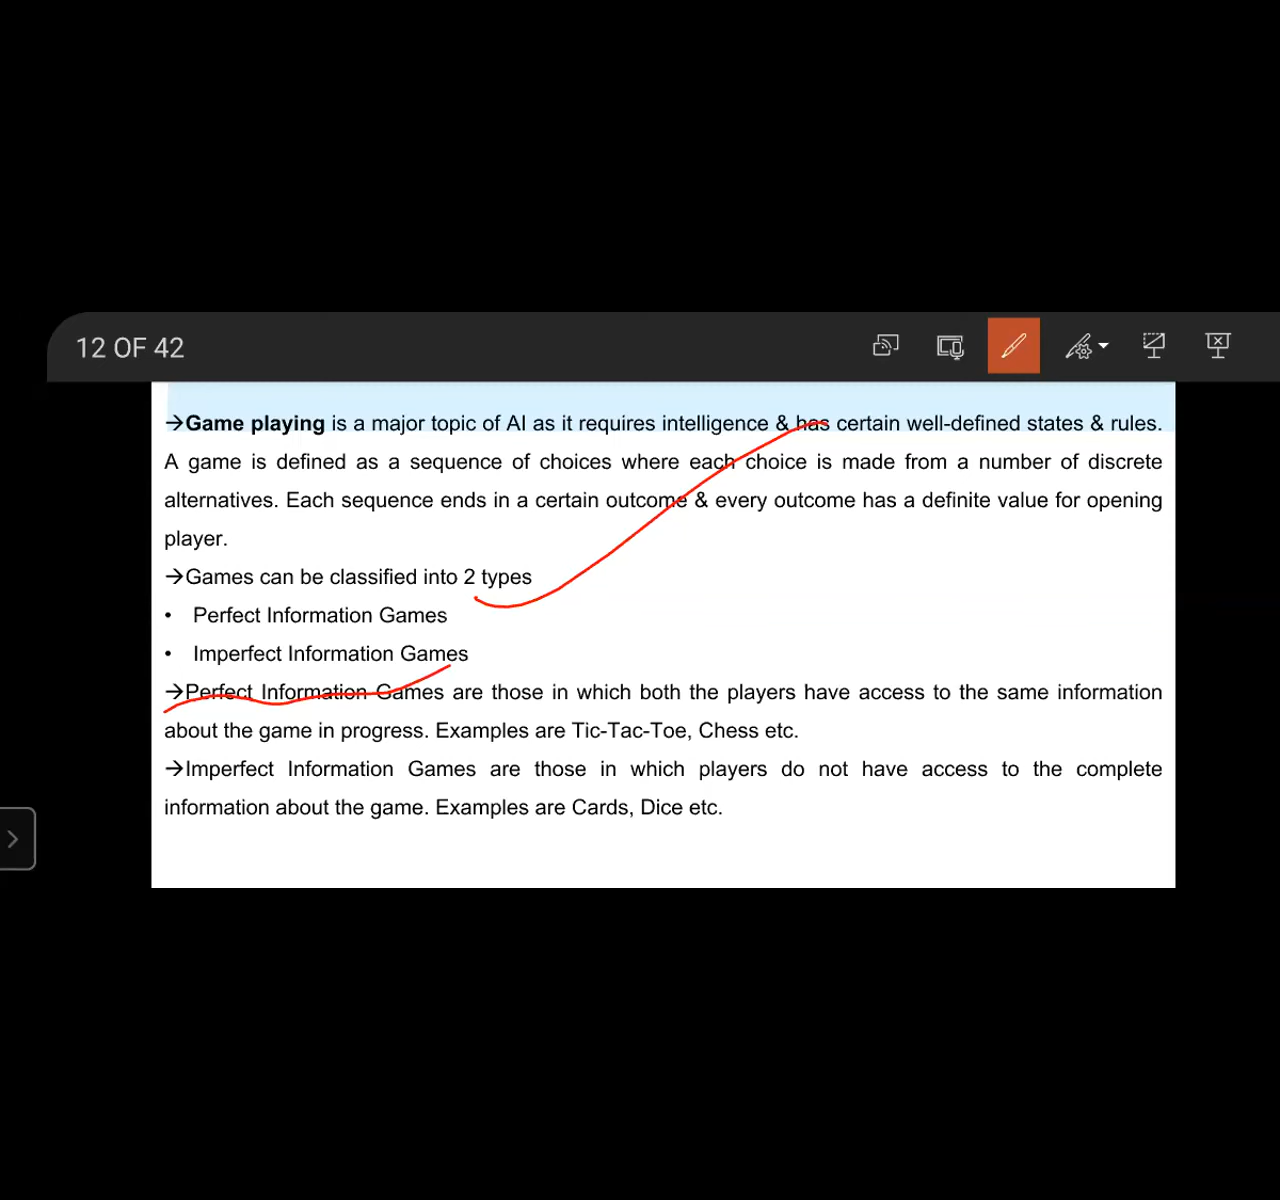 12 OF 42
→Game playing is a major topic of AI as it requires intelligence & has certain well-defined states & rules.
A game is defined as a sequence of choices where each choice is made from a number of discrete
alternatives. Each sequence ends in a certain outcome & every outcome has a definite value for opening
player.
→Games can be classified into 2 types
• Perfect Information Games
• Imperfect Information Games
→Perfect Information Games are those in which both the players have access to the same information
about the game in progress. Examples are Tic-Tac-Toe, Chess etc.
→Imperfect Information Games are those in which players do not have access to the complete
information about the game. Examples are Cards, Dice etc.